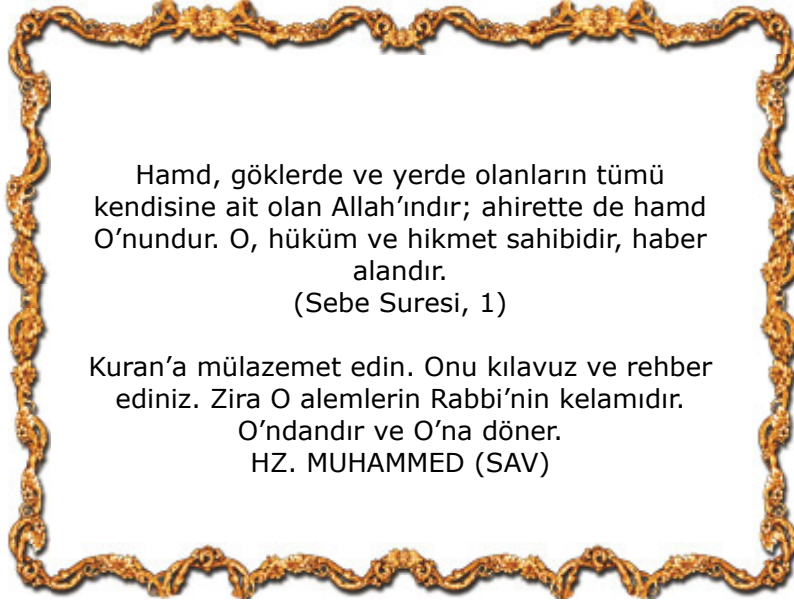 Hamd, göklerde ve yerde olanların tümü
kendisine ait olan Allah’ındır; ahirette de hamd
O’nundur. O, hüküm ve hikmet sahibidir, haber
alandır.
(Sebe Suresi, 1)
Kuran’a mülazemet edin. Onu kılavuz ve rehber
ediniz. Zira O alemlerin Rabbi’nin kelamıdır.
O’ndandır ve O’na döner.
HZ. MUHAMMED (SAV)